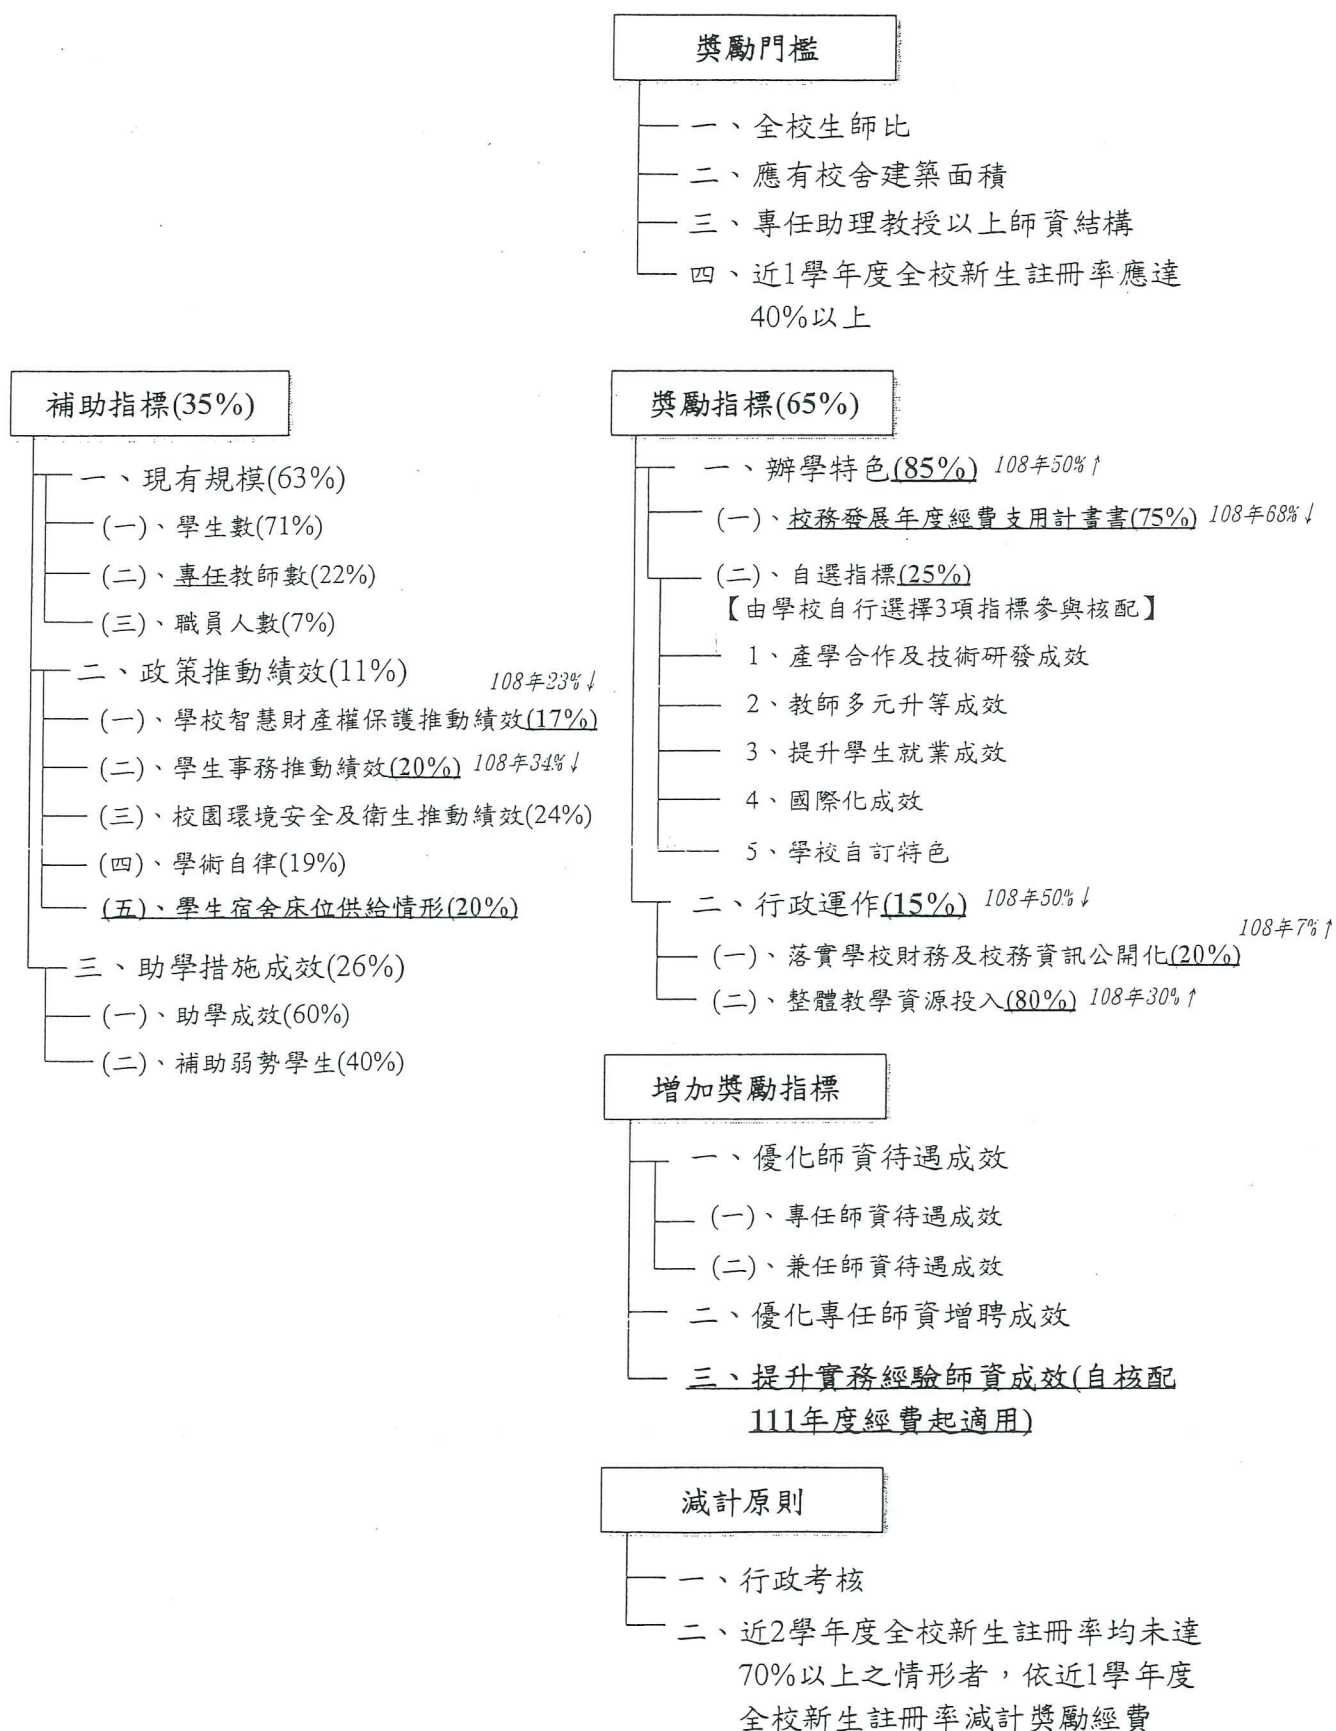 獎勵門檻
一、全校生師比
二、應有校舍建築面積
三、專任助理教授以上師資結構
四、近1學年度全校新生註冊率應達
40%以上
補助指標(35%)
一、現有規模(63%)
(一)、學生數(71%)
(二)、專任教師數(22%)
(三)、職員人數(7%)
二、政策推動績效(11%)
108年23%↓
(一)、學校智慧財產權保護推動績效(17%)
(二)、學生事務推動績效(20%) 108年34%↓
(三)、校園環境安全及衛生推動績效(24%)
(四)、學術自律(19%)
(五)、學生宿舍床位供給情形(20%)
三、助學措施成效(26%)
(一)、助學成效(60%)
(二)、補助弱勢學生(40%)
獎勵指標(65%)
一、辦學特色(85%) 108年50%↑
(一)、校務發展年度經費支用計畫書(75%) 108年68%↓
(二)、自選指標(25%)
【由學校自行選擇3項指標參與核配】
1、產學合作及技術研發成效
2、教師多元升等成效
3、提升學生就業成效
4、國際化成效
5、學校自訂特色
二、行政運作(15%) 108年50%↓
108年7%↑
(一)、落實學校財務及校務資訊公開化(20%)
(二)、整體教學資源投入(80%) 108年30%↑
增加獎勵指標
一、優化師資待遇成效
(一)、專任師資待遇成效
(二)、兼任師資待遇成效
二、優化專任師資增聘成效
三、提升實務經驗師資成效(自核配
111年度經費起適用)
減計原則
一、行政考核
二、近2學年度全校新生註冊率均未達
70%以上之情形者，依近1學年度
全校新生註冊率減計獎勵經費